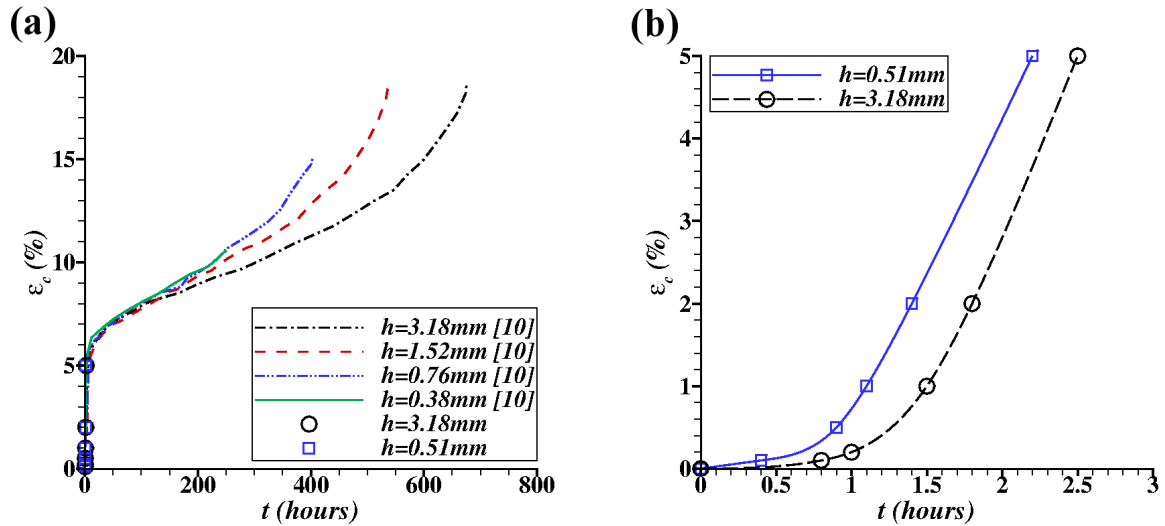 (a)
20
15
10
5
0
ε_c (%)
0
200
400
600
800
t (hours)
h=3.18mm [10]
h=1.52mm [10]
h=0.76mm [10]
h=0.38mm [10]
h=3.18mm
h=0.51mm
(b)
5
4
3
2
1
0
ε_c (%)
0
0.5
1
1.5
2
2.5
3
t (hours)
h=0.51mm
h=3.18mm